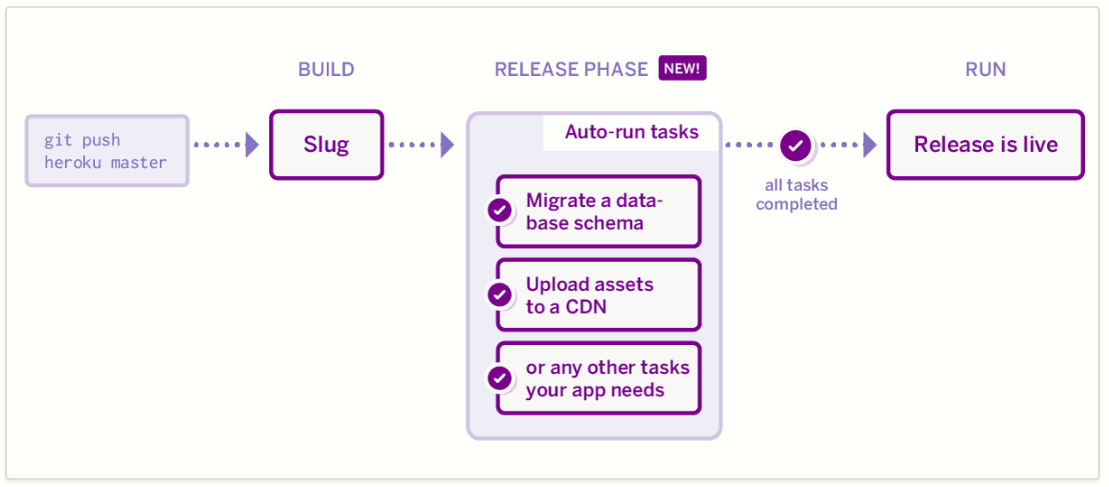 BUILD
RELEASE PHASE NEW!
RUN
git push
heroku master
Slug
Auto-run tasks
Migrate a data-
base schema
Upload assets
to a CDN
or any other tasks
your app needs
all tasks
completed
Release is live